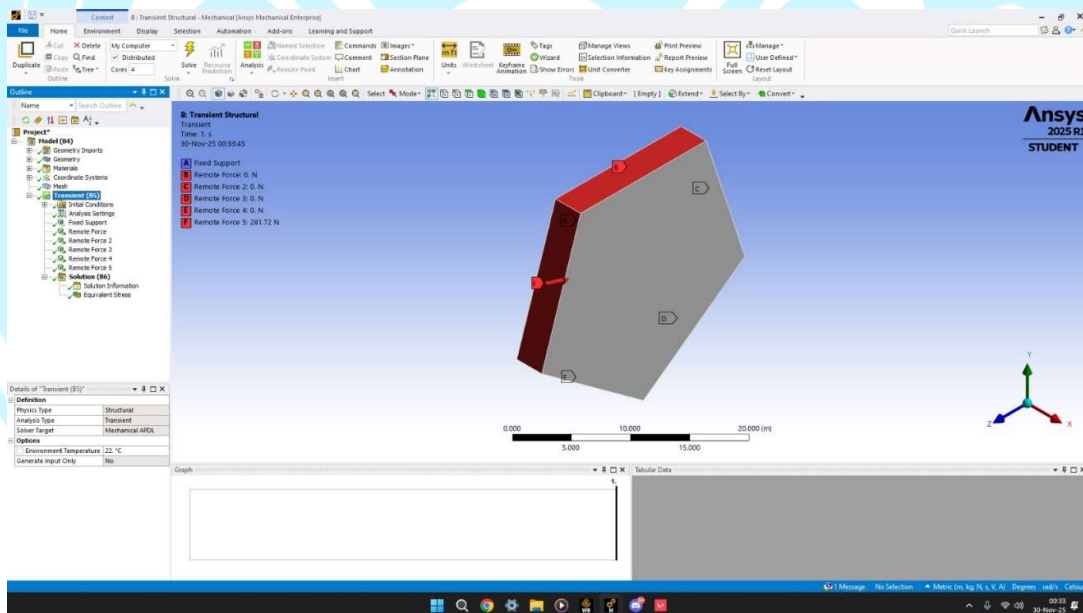 Context
B : Transient Structural - Mechanical [Ansys Mechanical Enterprise]
File Home Environment Display Selection Automation Add-ons Learning and Support
Quick Launch
Duplicate
Cut
Copy
Paste
Delete
Find
Tree
Outline
My Computer
Distributed
Cores 4
Solve
Resource Prediction
Solve
Analysis
Named Selection
Coordinate System
Remote Point
Commands
Comment
Chart
Images
Section Plane
Annotation
Insert
Units
Worksheet
Keyframe Animation
Tags
Wizard
Show Errors
Manage Views
Selection Information
Unit Converter
Print Preview
Report Preview
Key Assignments
Tools
Full Screen
Manage
User Defined
Reset Layout
Layout
Select Mode Clipboard [Empty] Extend Select By Convert
Outline
Name Search Outline
Project*
Model (B4)
Geometry Imports
Geometry
Materials
Coordinate Systems
Mesh
Transient (B5)
Initial Conditions
Analysis Settings
Fixed Support
Remote Force
Remote Force 2
Remote Force 3
Remote Force 4
Remote Force 5
Solution (B6)
Solution Information
Equivalent Stress
B: Transient Structural
Transient
Time: 1. s
30-Nov-25 00:33:45
A Fixed Support
B Remote Force: 0. N
C Remote Force 2: 0. N
D Remote Force 3: 0. N
E Remote Force 4: 0. N
F Remote Force 5: 281.72 N
Ansys
2025 R1
STUDENT
C
D
E
Y
Z
X
0.000 10.000 20.000 (m)
5.000 15.000
Details of "Transient (B5)"
Definition
Physics Type Structural
Analysis Type Transient
Solver Target Mechanical APDL
Options
Environment Temperature 22. °C
Generate Input Only No
Graph
1.
Tabular Data
1 Message No Selection Metric (m, kg, N, s, V, A) Degrees rad/s Celsius
00:33
30-Nov-25